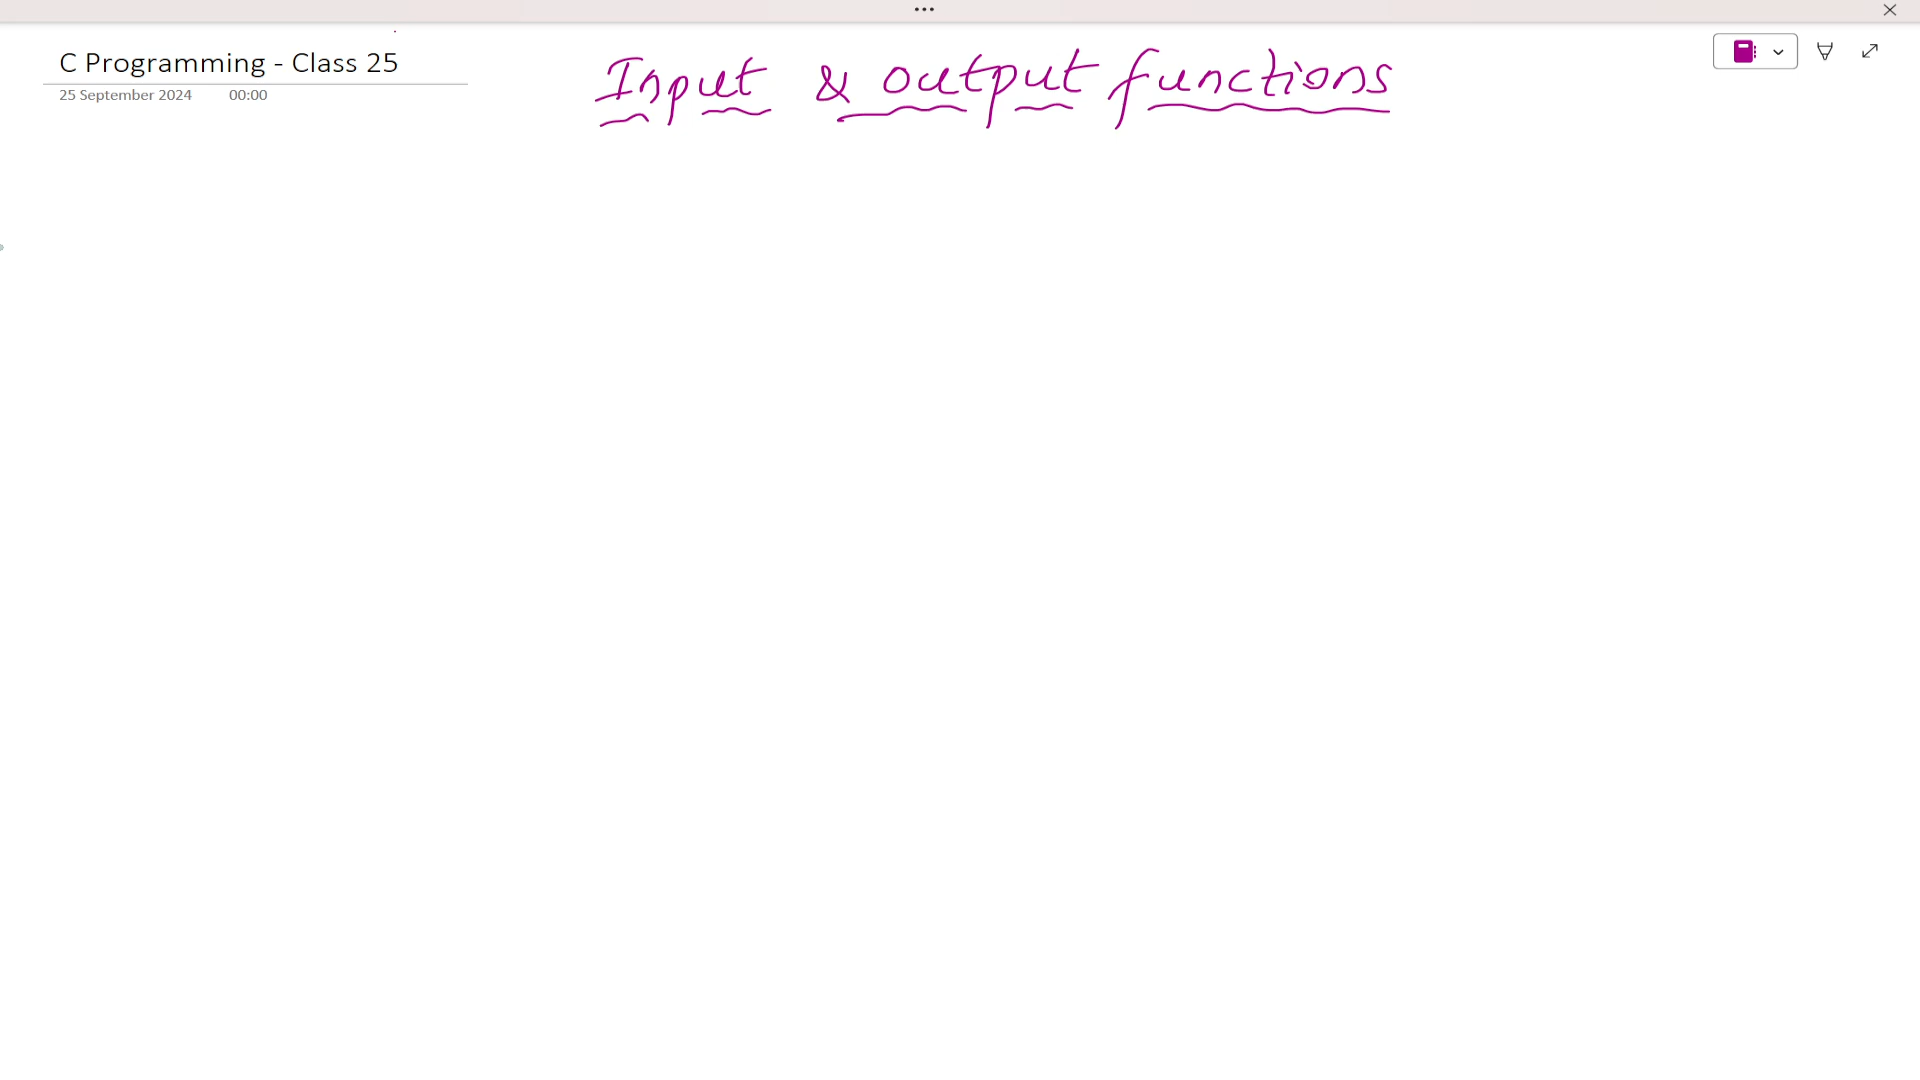 C Programming - Class 25
25 September 2024 00:00
Input & output functions